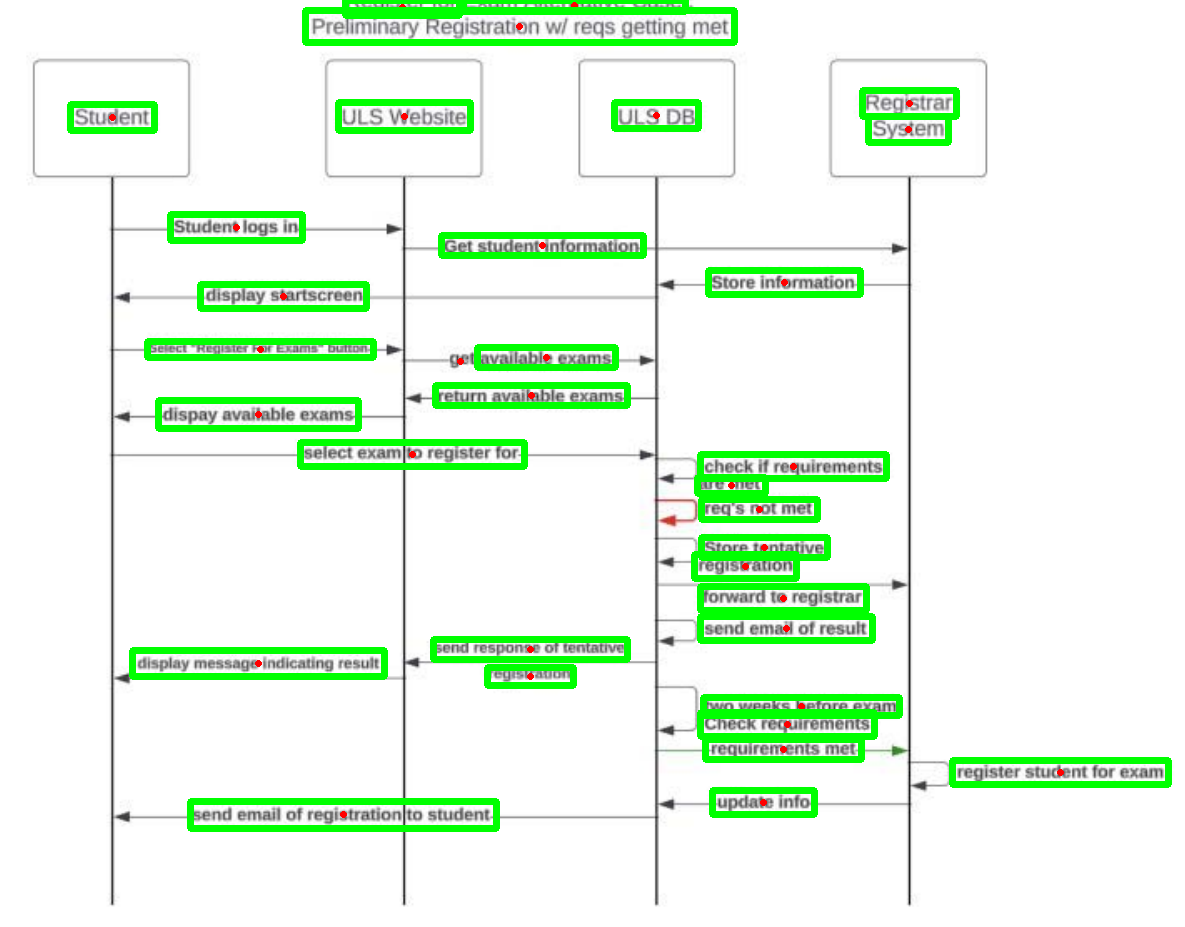 Preliminary Registration w/ reqs getting met
Student
ULS Website
ULS DB
Registrar
System
Student logs in
Get student information
Store information
display startscreen
Select "Register For Exams" button
get available exams
return available exams
dispay available exams
select exam to register for
check if requirements
are met
req's not met
Store tentative
registration
forward to registrar
send email of result
send response of tentative
registration
display message indicating result
two weeks before exam
Check requirements
requirements met
register student for exam
update info
send email of registration to student